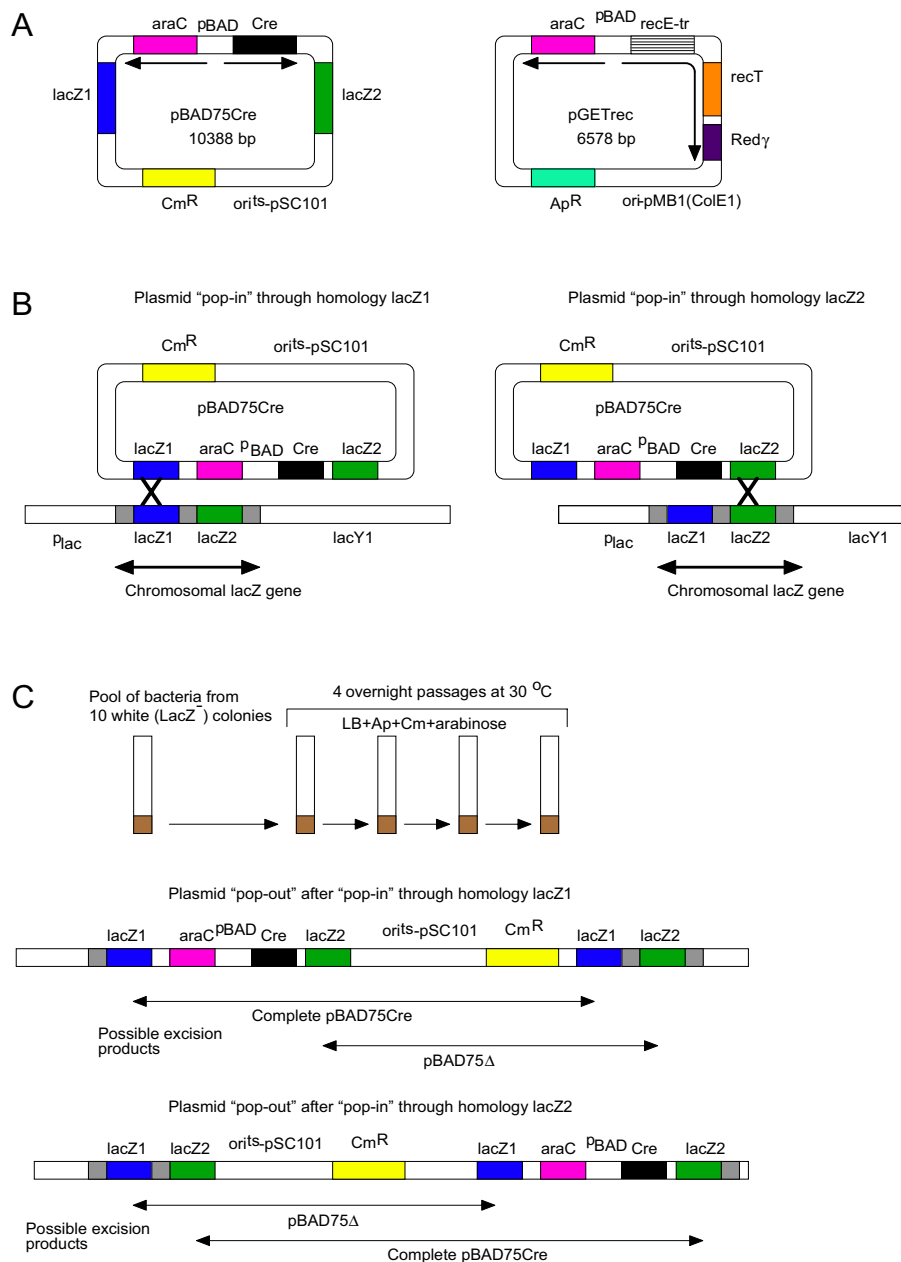 A
araC pBAD Cre
lacZ1
lacZ2
pBAD75Cre
10388 bp
CmR
orits-pSC101
araC pBAD recE-tr
recT
pGETrec
6578 bp
Redγ
ApR
ori-pMB1(ColE1)
B
Plasmid “pop-in” through homology lacZ1
CmR
orits-pSC101
pBAD75Cre
lacZ1 araC pBAD Cre lacZ2
plac lacZ1 lacZ2 lacY1
Chromosomal lacZ gene
Plasmid “pop-in” through homology lacZ2
CmR
orits-pSC101
pBAD75Cre
lacZ1 araC pBAD Cre lacZ2
plac lacZ1 lacZ2 lacY1
Chromosomal lacZ gene
C
Pool of bacteria from
10 white (LacZ-) colonies
4 overnight passages at 30 oC
LB+Ap+Cm+arabinose
Plasmid “pop-out” after “pop-in” through homology lacZ1
lacZ1 araC pBAD Cre lacZ2 orits-pSC101 CmR lacZ1 lacZ2
Complete pBAD75Cre
Possible excision
products
pBAD75Δ
Plasmid “pop-out” after “pop-in” through homology lacZ2
lacZ1 lacZ2 orits-pSC101 CmR lacZ1 araC pBAD Cre lacZ2
pBAD75Δ
Possible excision
products
Complete pBAD75Cre